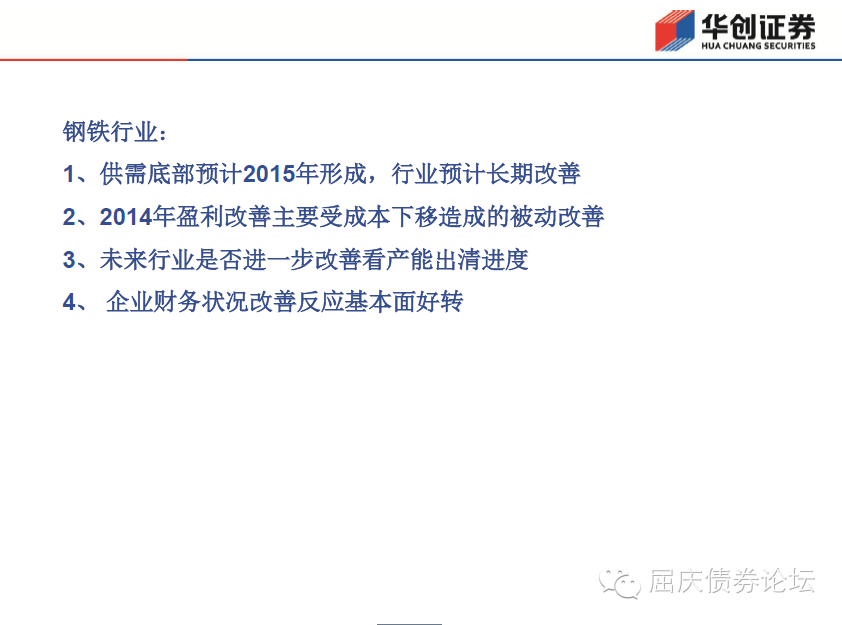 华创证券
HUA CHUANG SECURITIES
钢铁行业：
1、供需底部预计2015年形成，行业预计长期改善
2、2014年盈利改善主要受成本下移造成的被动改善
3、未来行业是否进一步改善看产能出清进度
4、 企业财务状况改善反应基本面好转
屈庆债券论坛